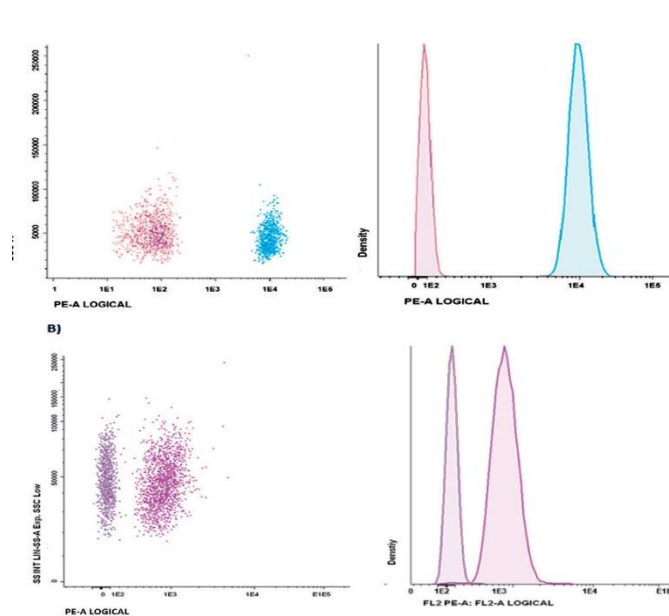 250000
200000
150000
100000
5000
1 1E1 1E2 1E3 1E4 1E5
PE-A LOGICAL
Density
0 1E2 1E3 1E4 1E5
PE-A LOGICAL
B)
SS INT LIN-SS-A Exp. SSC Low
250000
150000
100000
50000
0
0 1E2 1E3 1E4
PE-A LOGICAL
Density
0 1E2 1E3 1E4
FL2 PE-A: FL2-A LOGICAL